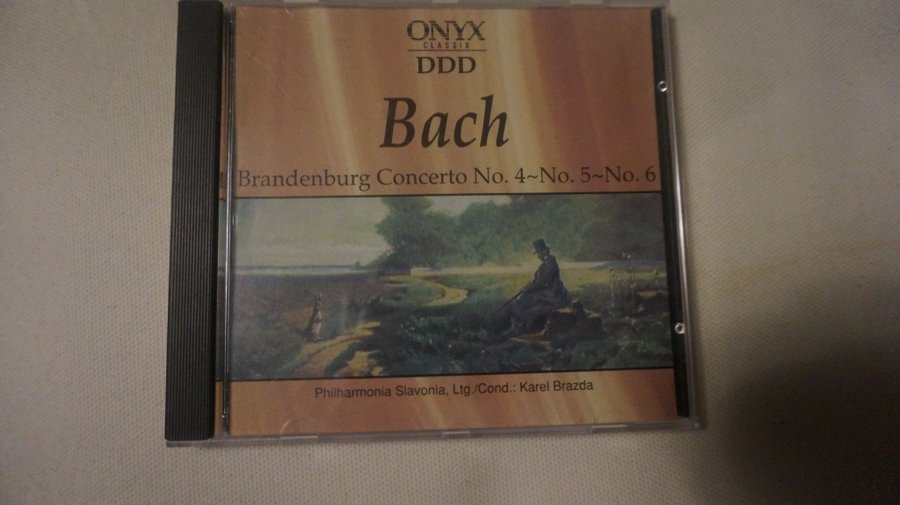 ONYX
CLASSIX
DDD
Bach
Brandenburg Concerto No. 4~No. 5~No. 6
Philharmonia Slavonia, Ltg./Cond.: Karel Brazda